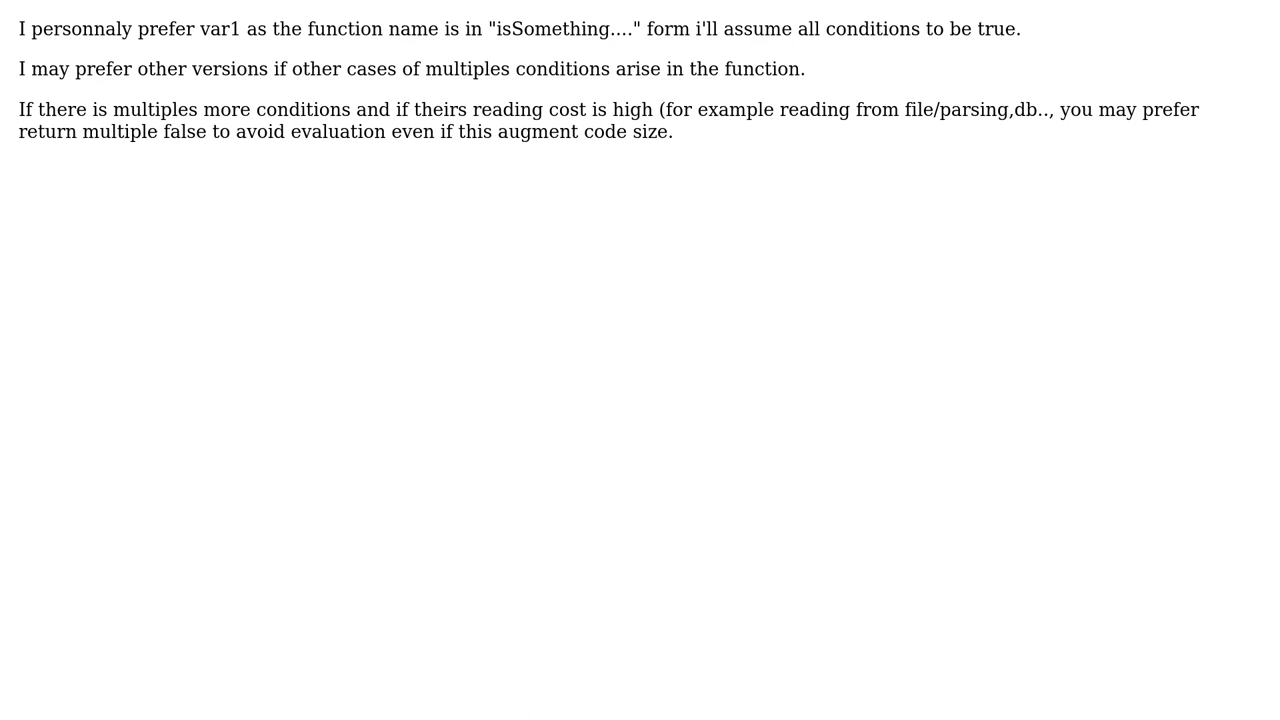 I personnaly prefer var1 as the function name is in "isSomething...." form i'll assume all conditions to be true.
I may prefer other versions if other cases of multiples conditions arise in the function.
If there is multiples more conditions and if theirs reading cost is high (for example reading from file/parsing,db.., you may prefer
return multiple false to avoid evaluation even if this augment code size.